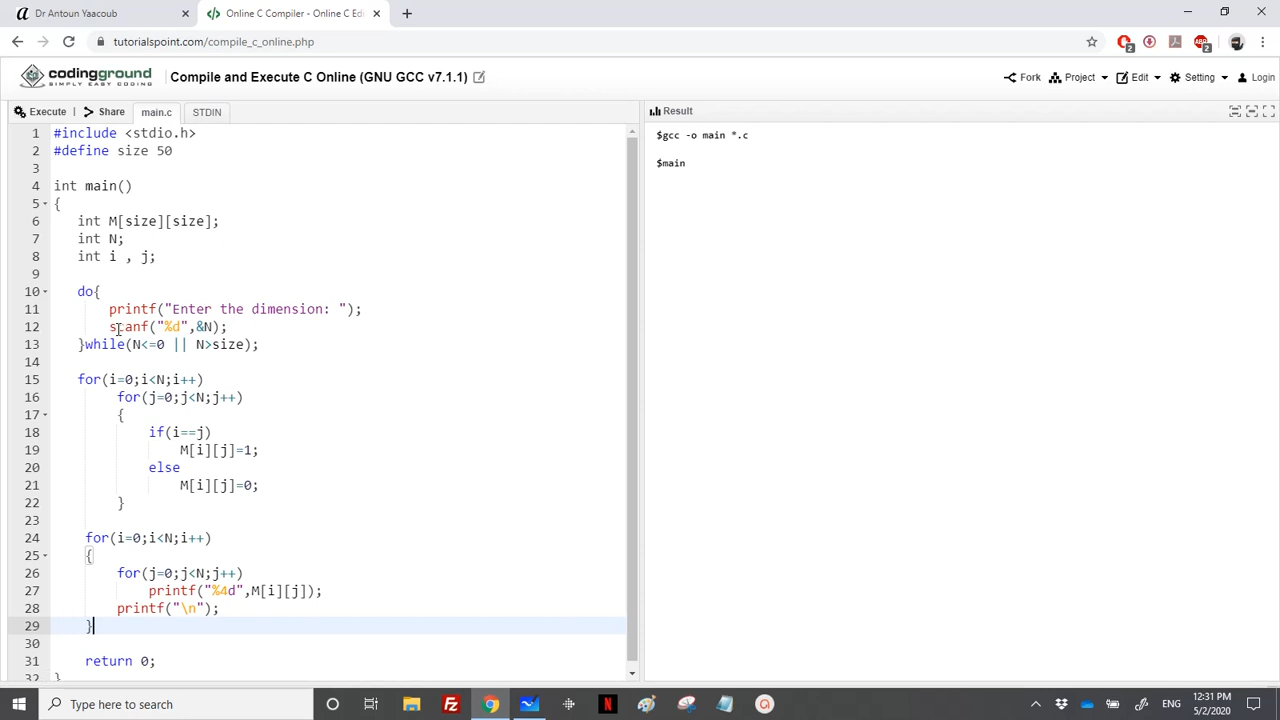 Dr Antoun Yaacoub
Online C Compiler - Online C Edi
tutorialspoint.com/compile_c_online.php
2
ABP
2
codingground
SIMPLY EASY CODING
Compile and Execute C Online (GNU GCC v7.1.1)
Fork
Project
Edit
Setting
Login
Execute
Share
main.c
STDIN
Result
1 #include <stdio.h>
2 #define size 50
3
4 int main()
5 {
6 int M[size][size];
7 int N;
8 int i , j;
9
10 do{
11 printf("Enter the dimension: ");
12 scanf("%d",&N);
13 }while(N<=0 || N>size);
14
15 for(i=0;i<N;i++)
16 for(j=0;j<N;j++)
17 {
18 if(i==j)
19 M[i][j]=1;
20 else
21 M[i][j]=0;
22 }
23
24 for(i=0;i<N;i++)
25 {
26 for(j=0;j<N;j++)
27 printf("%4d",M[i][j]);
28 printf("\n");
29 }
30
31 return 0;
}
$gcc -o main *.c
$main
Type here to search
ENG
12:31 PM
5/2/2020